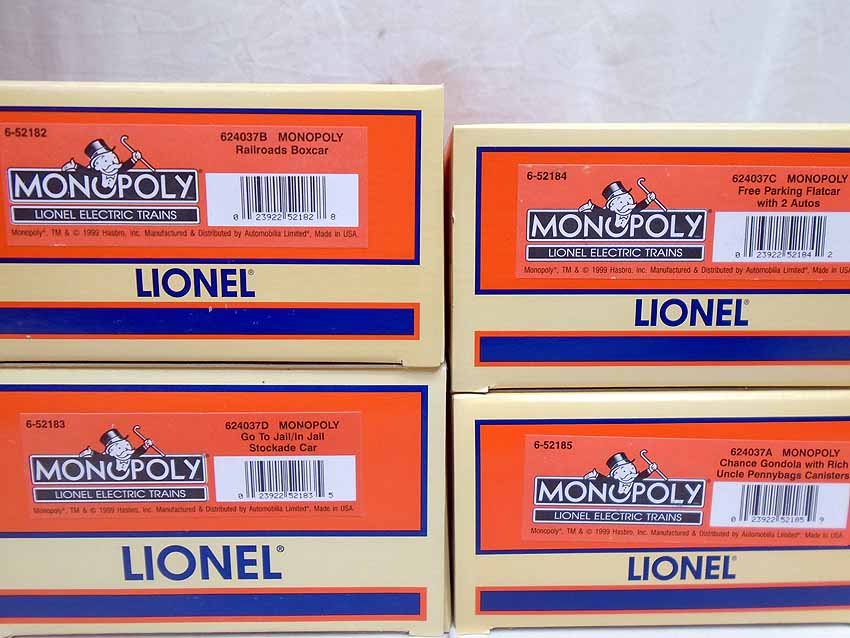 6-52182
624037B MONOPOLY
Railroads Boxcar
MONOPOLY
LIONEL ELECTRIC TRAINS
0 23922 52182 8
Monopoly®, TM & © 1999 Hasbro, Inc. Manufactured & Distributed by Automobilia Limited®, Made in USA.
LIONEL®
6-52184
624037C MONOPOLY
Free Parking Flatcar
with 2 Autos
MONOPOLY
LIONEL ELECTRIC TRAINS
0 23922 52184 2
Monopoly®, TM & © 1999 Hasbro, Inc. Manufactured & Distributed by Automobilia Limited®, Made in USA
LIONEL®
6-52183
624037D MONOPOLY
Go To Jail/In Jail
Stockade Car
MONOPOLY
LIONEL ELECTRIC TRAINS
0 23922 52183 5
Monopoly®, TM & © 1999 Hasbro, Inc. Manufactured & Distributed by Automobilia Limited®, Made in USA.
LIONEL®
6-52185
624037A MONOPOLY
Chance Gondola with Rich
Uncle Pennybags Canisters
MONOPOLY
LIONEL ELECTRIC TRAINS
0 23922 52185 9
Monopoly®, TM & © 1999 Hasbro, Inc. Manufactured & Distributed by Automobilia Limited®, Made in USA
LIONEL®